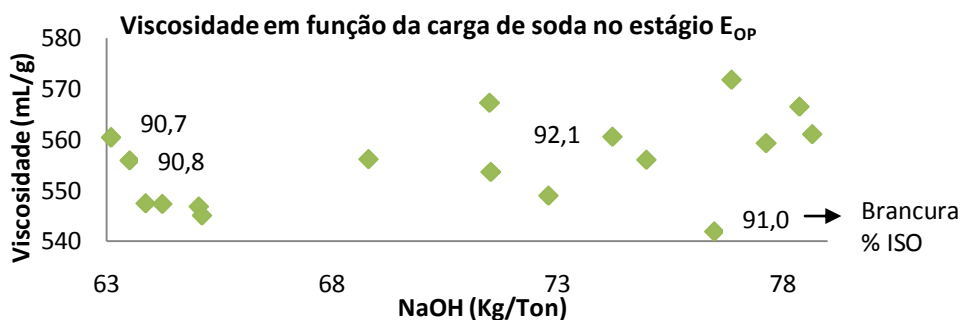 Viscosidade em função da carga de soda no estágio E_OP
Viscosidade (mL/g)
580
570
560
550
540
90,7
90,8
92,1
91,0
Brancura
% ISO
63
68
73
78
NaOH (Kg/Ton)